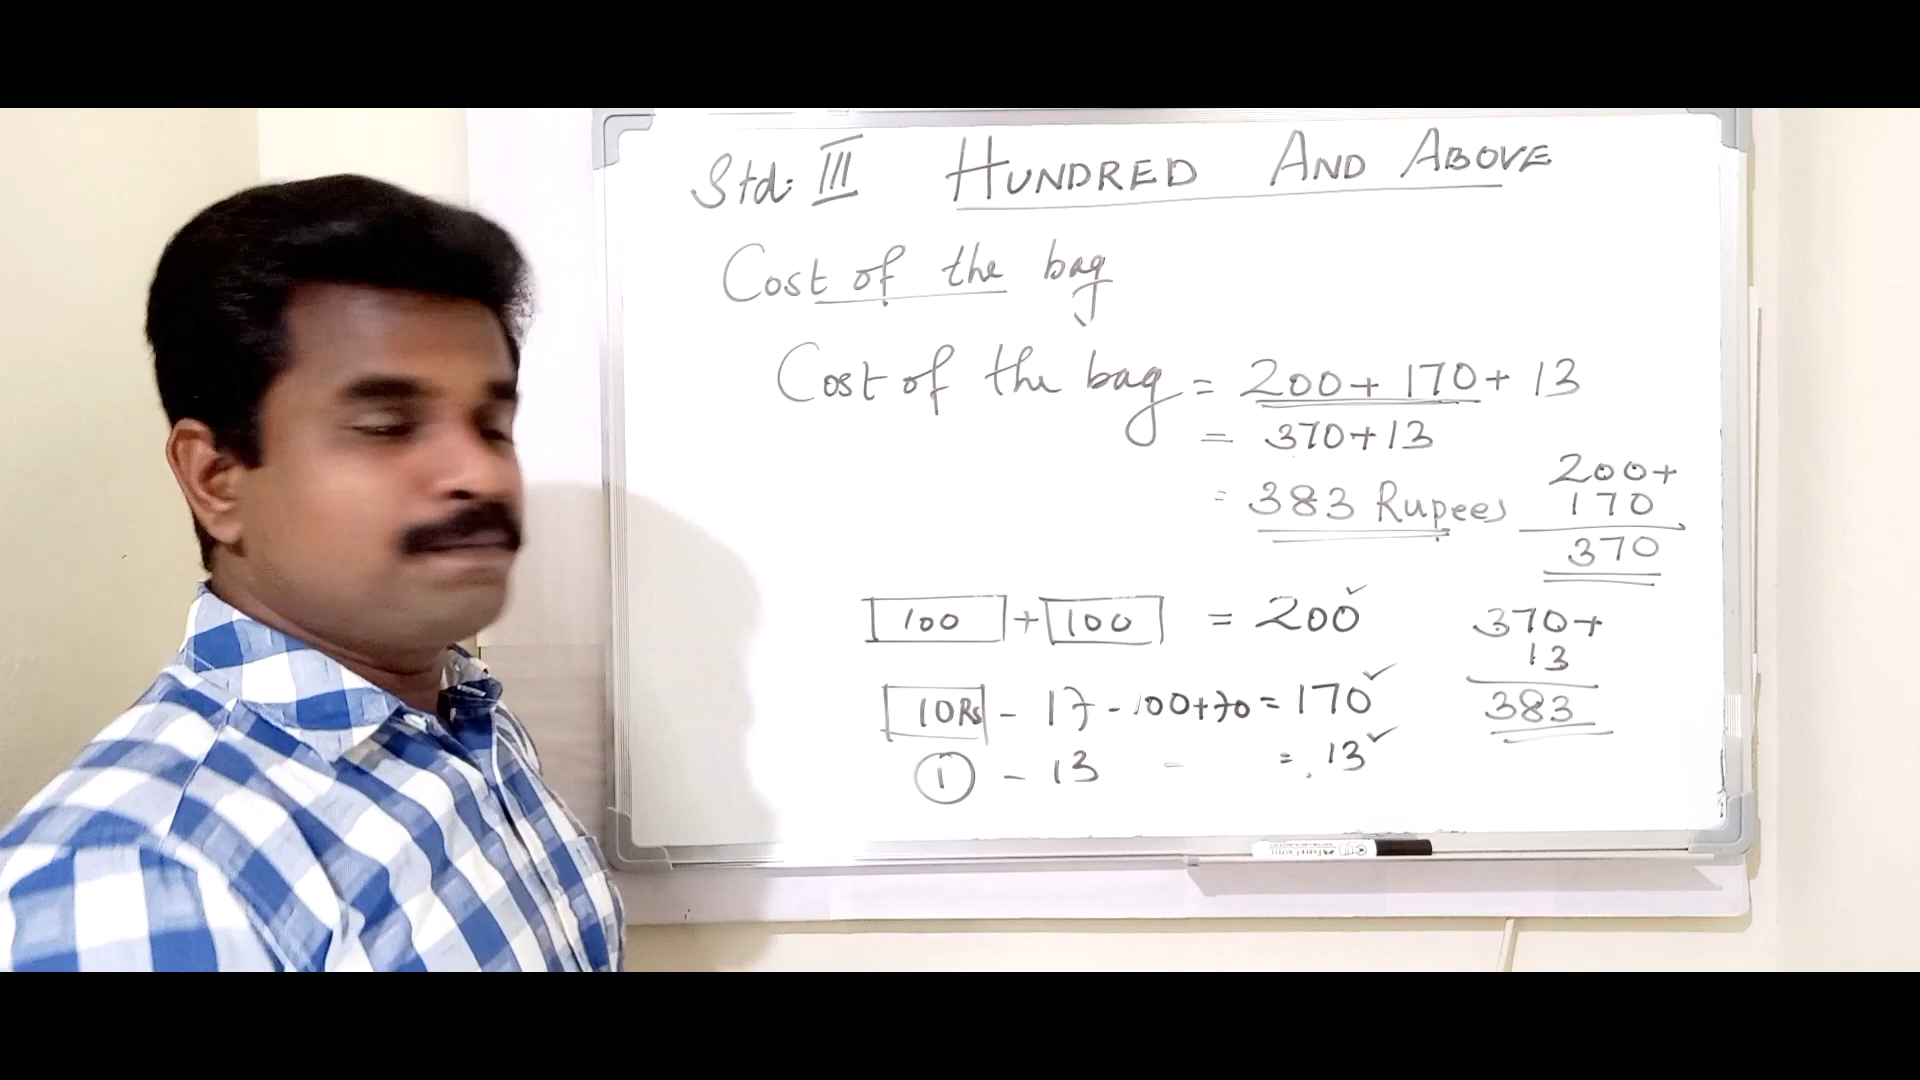 Std: III HUNDRED AND ABOVE
Cost of the bag
Cost of the bag = 200 + 170 + 13
= 370 + 13
= 383 Rupees
200 +
170
370
100 + 100 = 200 ✓
10Rs - 17 - 100+70 = 170 ✓
1 - 13 - = 13 ✓
370 +
13
383